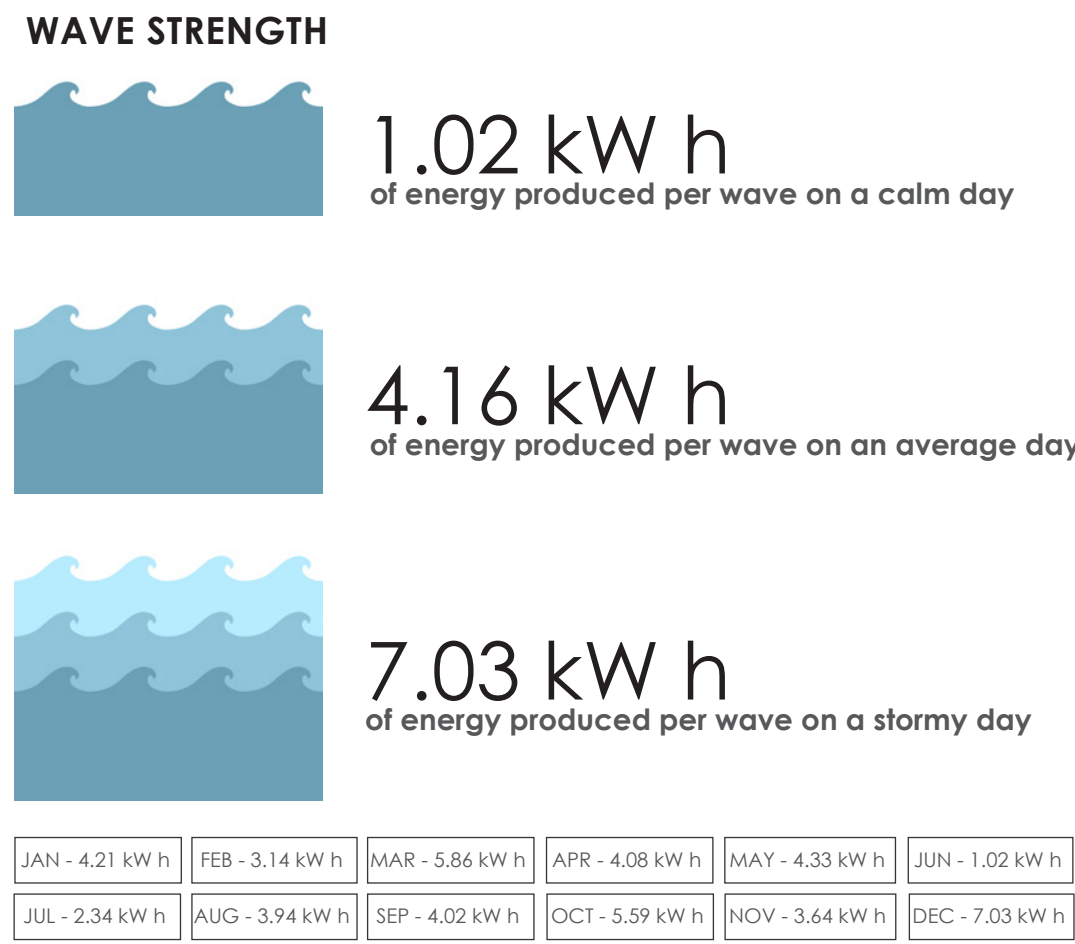 WAVE STRENGTH
1.02 kW h
of energy produced per wave on a calm day
4.16 kW h
of energy produced per wave on an average day
7.03 kW h
of energy produced per wave on a stormy day
JAN - 4.21 kW h FEB - 3.14 kW h MAR - 5.86 kW h APR - 4.08 kW h MAY - 4.33 kW h JUN - 1.02 kW h
JUL - 2.34 kW h AUG - 3.94 kW h SEP - 4.02 kW h OCT - 5.59 kW h NOV - 3.64 kW h DEC - 7.03 kW h